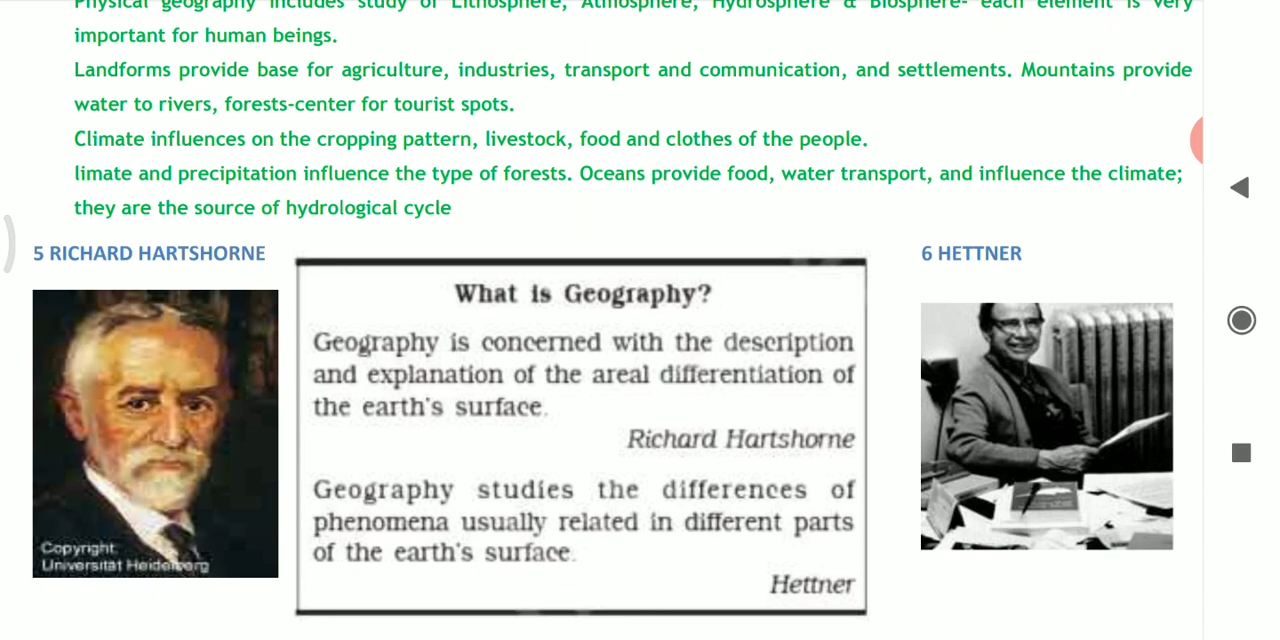 Physical geography includes study of Lithosphere, Atmosphere, Hydrosphere & Biosphere- each element is very
important for human beings.
Landforms provide base for agriculture, industries, transport and communication, and settlements. Mountains provide
water to rivers, forests-center for tourist spots.
Climate influences on the cropping pattern, livestock, food and clothes of the people.
limate and precipitation influence the type of forests. Oceans provide food, water transport, and influence the climate;
they are the source of hydrological cycle
5 RICHARD HARTSHORNE
6 HETTNER
What is Geography?
Geography is concerned with the description
and explanation of the areal differentiation of
the earth's surface.
Richard Hartshorne
Geography studies the differences of
phenomena usually related in different parts
of the earth's surface.
Hettner
Copyright:
Universität Heidelberg